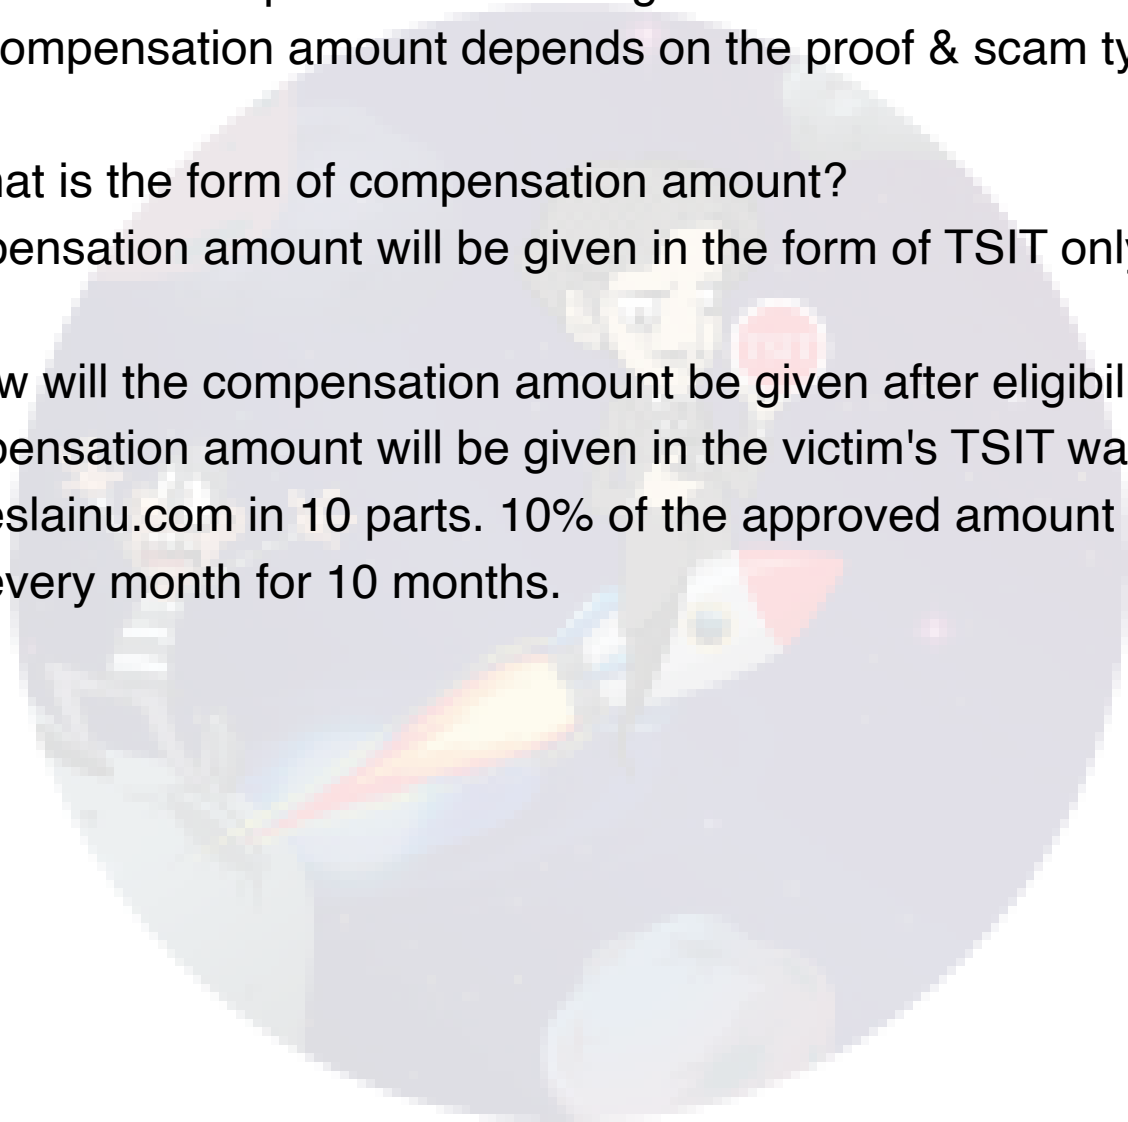 ompensation amount depends on the proof & scam ty
at is the form of compensation amount?
pensation amount will be given in the form of TSIT only
w will the compensation amount be given after eligibil
pensation amount will be given in the victim's TSIT wa
eslainu.com in 10 parts. 10% of the approved amount
every month for 10 months.
TSIT